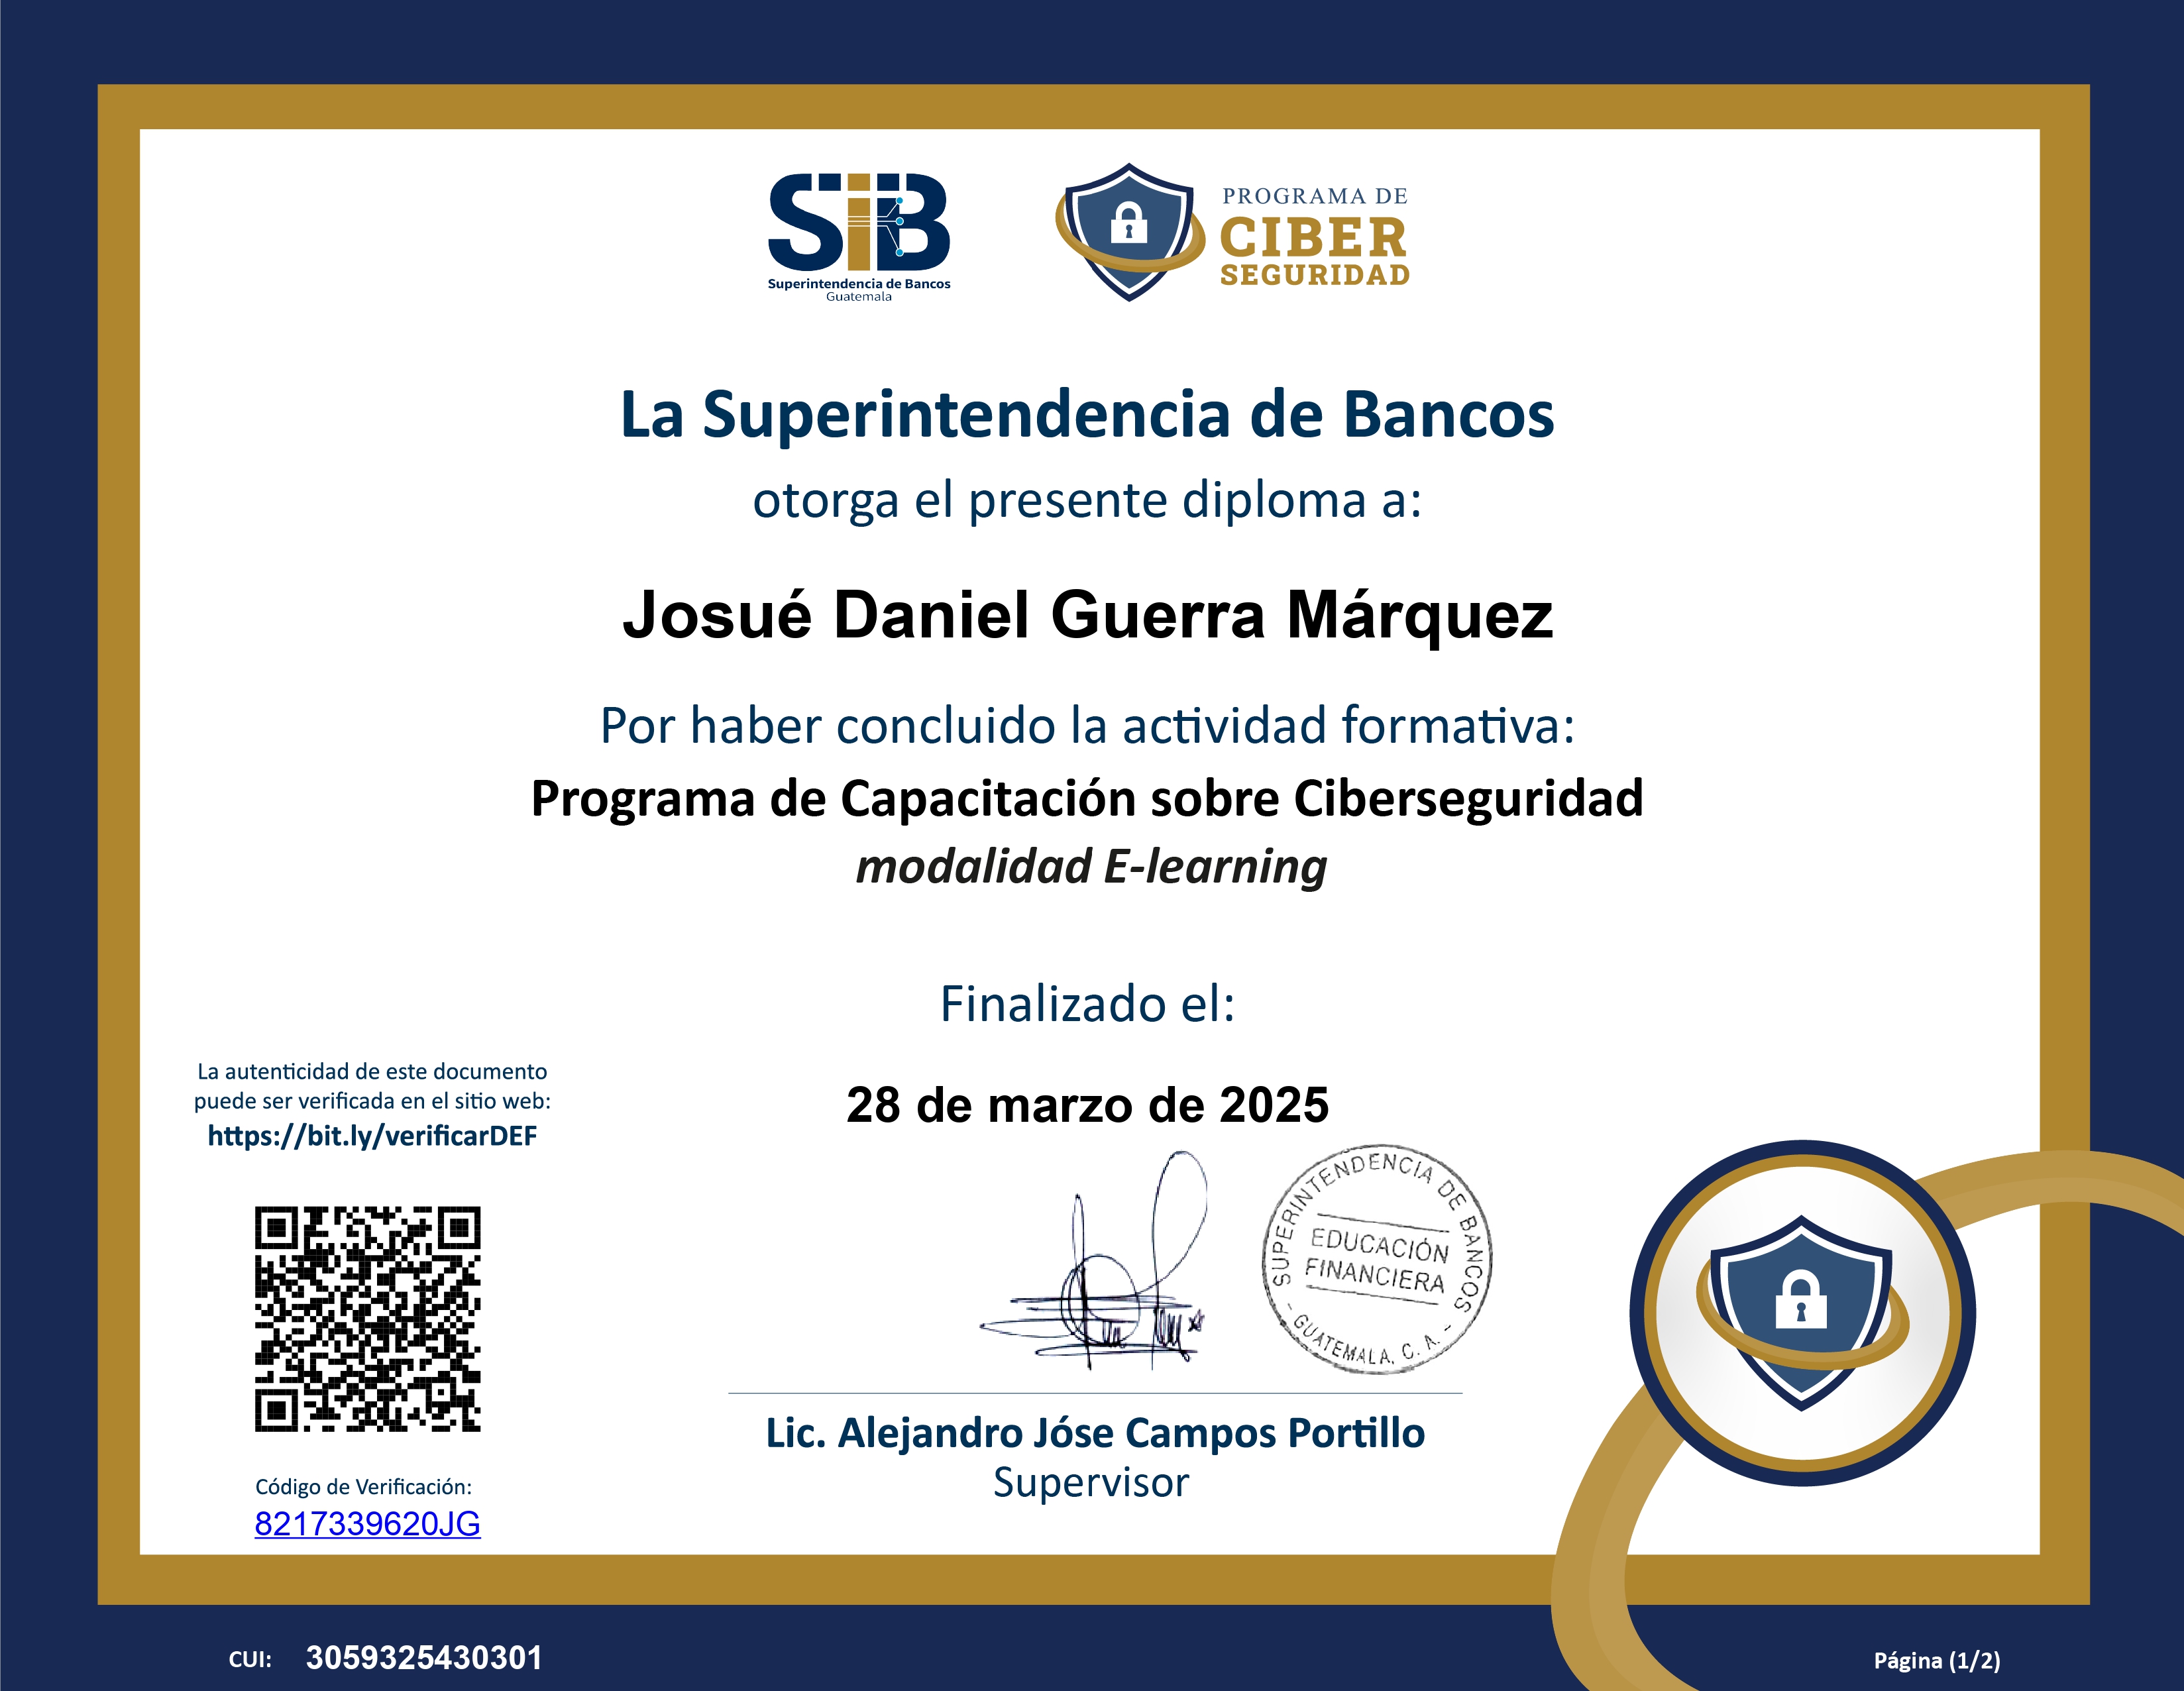 SiB
Superintendencia de Bancos
Guatemala
PROGRAMA DE
CIBER
SEGURIDAD
La Superintendencia de Bancos
otorga el presente diploma a:
Josué Daniel Guerra Márquez
Por haber concluido la actividad formativa:
Programa de Capacitación sobre Ciberseguridad
modalidad E-learning
Finalizado el:
28 de marzo de 2025
La autenticidad de este documento
puede ser verificada en el sitio web:
https://bit.ly/verificarDEF
Código de Verificación:
8217339620JG
SUPERINTENDENCIA DE BANCOS
EDUCACIÓN
FINANCIERA
- GUATEMALA, C. A. -
Lic. Alejandro Jóse Campos Portillo
Supervisor
CUI: 3059325430301
Página (1/2)